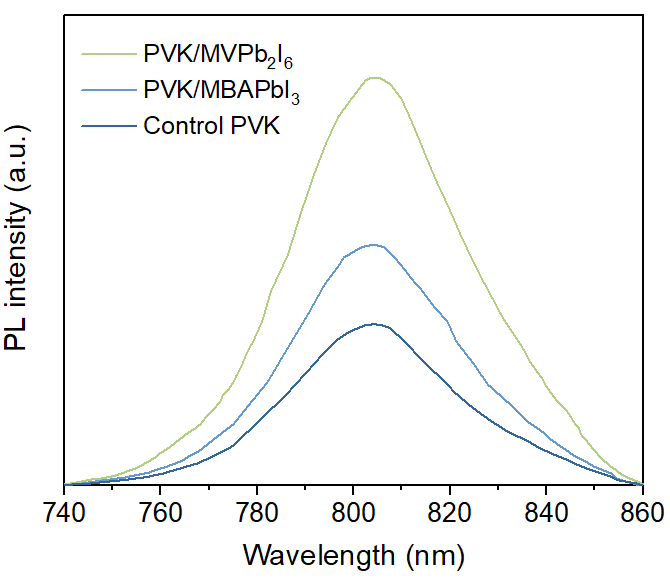 PL intensity (a.u.)
PVK/MVPb₂I₆
PVK/MBAPbI₃
Control PVK
740 760 780 800 820 840 860
Wavelength (nm)